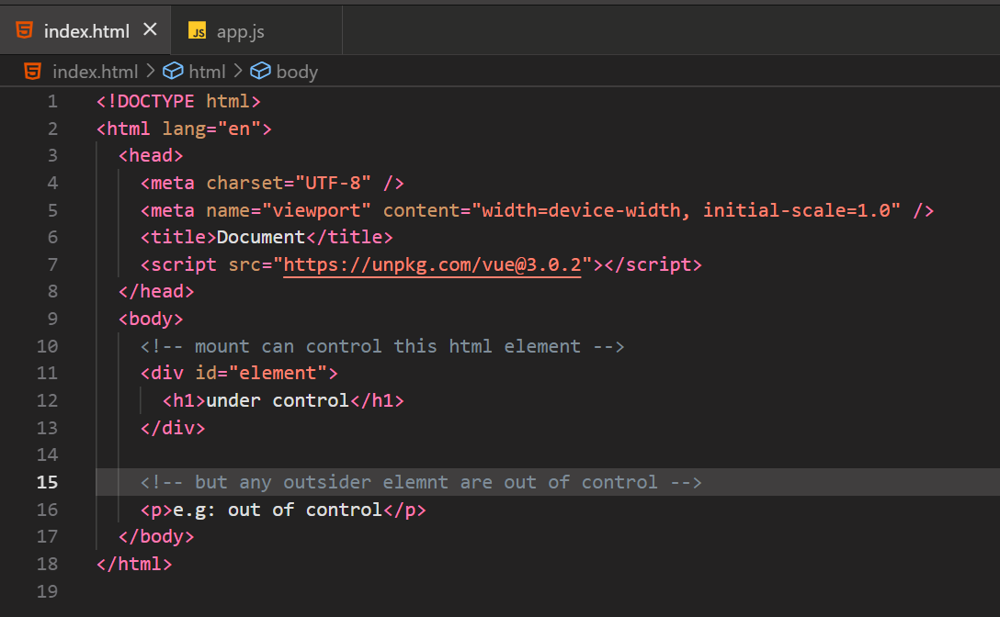 index.html
JS app.js
index.html > html > body
1 <!DOCTYPE html>
2 <html lang="en">
3 <head>
4 <meta charset="UTF-8" />
5 <meta name="viewport" content="width=device-width, initial-scale=1.0" />
6 <title>Document</title>
7 <script src="https://unpkg.com/vue@3.0.2"></script>
8 </head>
9 <body>
10 <!-- mount can control this html element -->
11 <div id="element">
12 <h1>under control</h1>
13 </div>
14
15 <!-- but any outsider elemnt are out of control -->
16 <p>e.g: out of control</p>
17 </body>
18 </html>
19